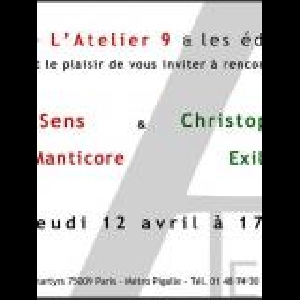 L'Atelier 9 & les éd
le plaisir de vous inviter à rencon
Sens & Christop
Manticore Exil
eudi 12 avril à 17
artyrs 75009 Paris - Métro Pigalle - Tél. 01 48 74 30